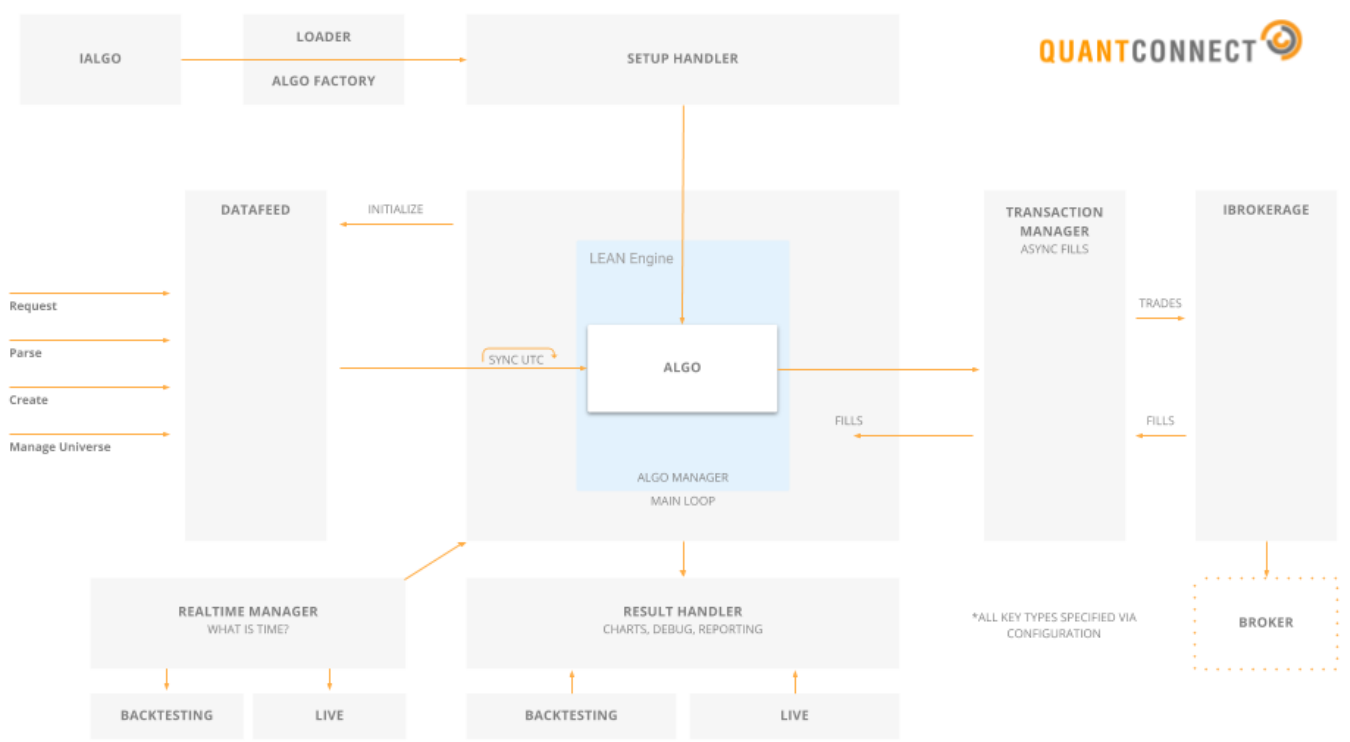 IALGO
LOADER
ALGO FACTORY
SETUP HANDLER
QUANTCONNECT
DATAFEED
INITIALIZE
Request
Parse
Create
Manage Universe
LEAN Engine
SYNC UTC
ALGO
FILLS
ALGO MANAGER
MAIN LOOP
TRANSACTION
MANAGER
ASYNC FILLS
TRADES
FILLS
IBROKERAGE
REALTIME MANAGER
WHAT IS TIME?
BACKTESTING
LIVE
RESULT HANDLER
CHARTS, DEBUG, REPORTING
BACKTESTING
LIVE
*ALL KEY TYPES SPECIFIED VIA
CONFIGURATION
BROKER